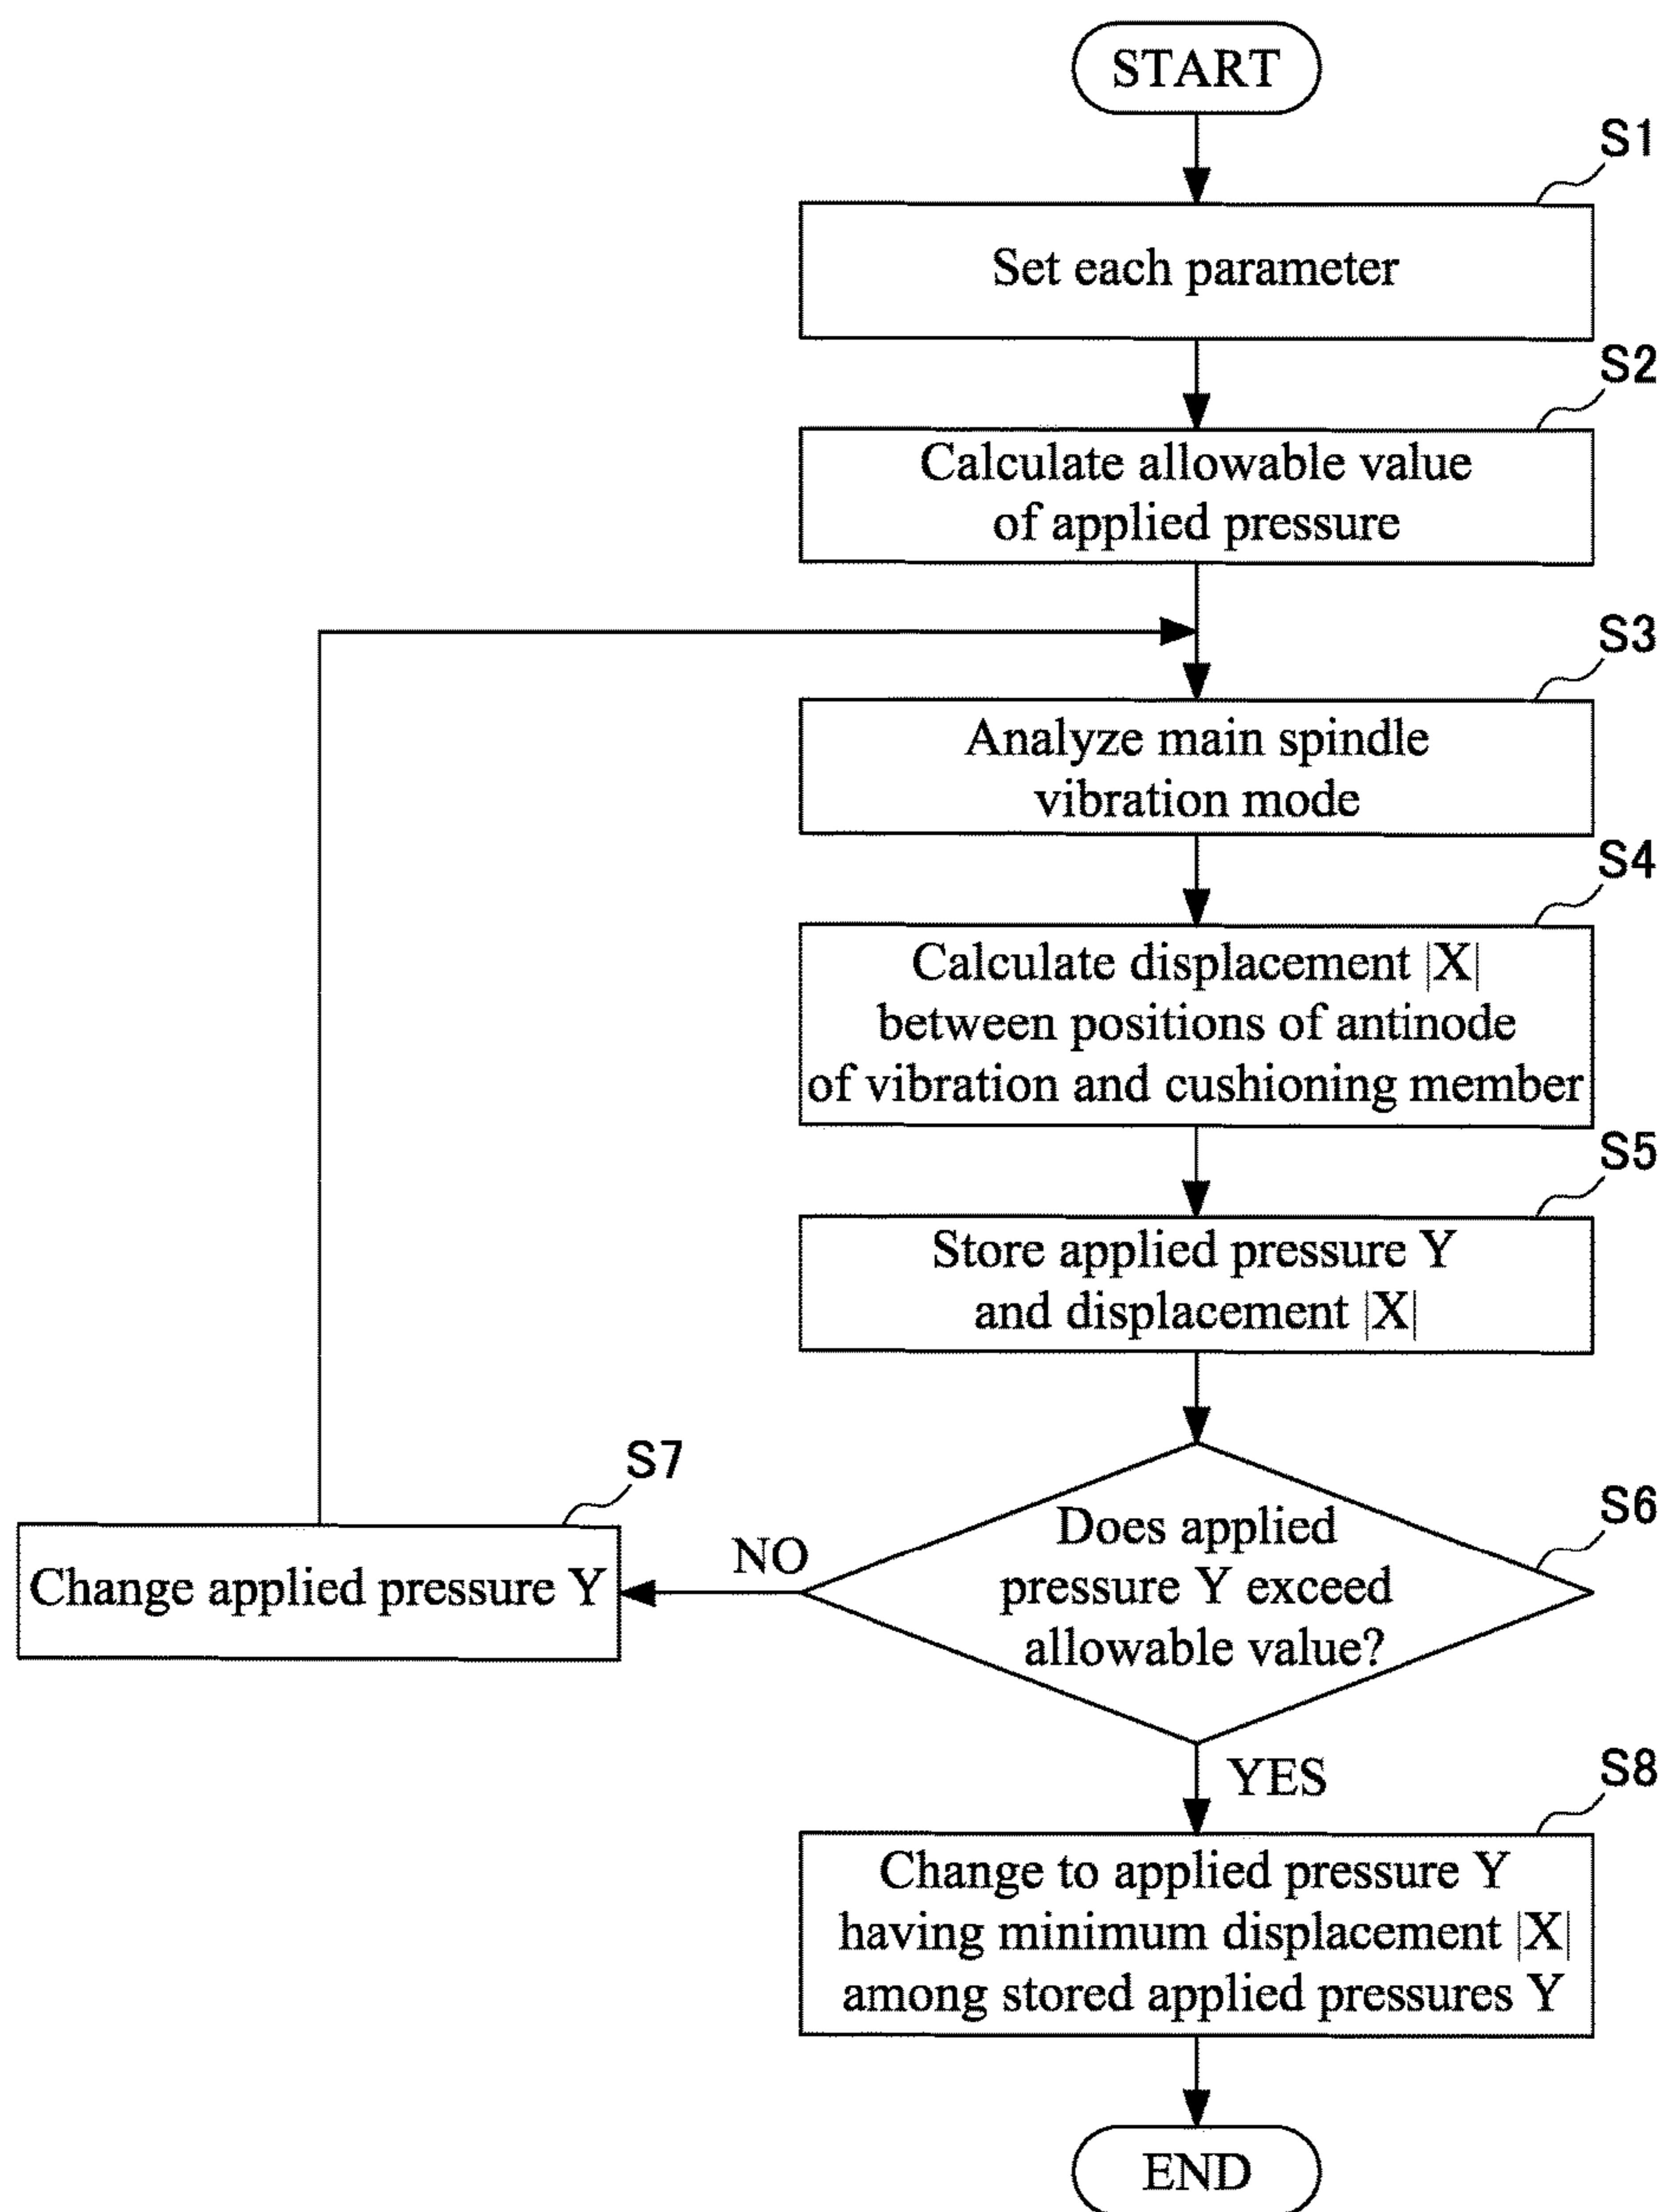 START
S1
Set each parameter
S2
Calculate allowable value
of applied pressure
S3
Analyze main spindle
vibration mode
S4
Calculate displacement |X|
between positions of antinode
of vibration and cushioning member
S5
Store applied pressure Y
and displacement |X|
S6
Does applied
pressure Y exceed
allowable value?
NO
S7
Change applied pressure Y
YES
S8
Change to applied pressure Y
having minimum displacement |X|
among stored applied pressures Y
END